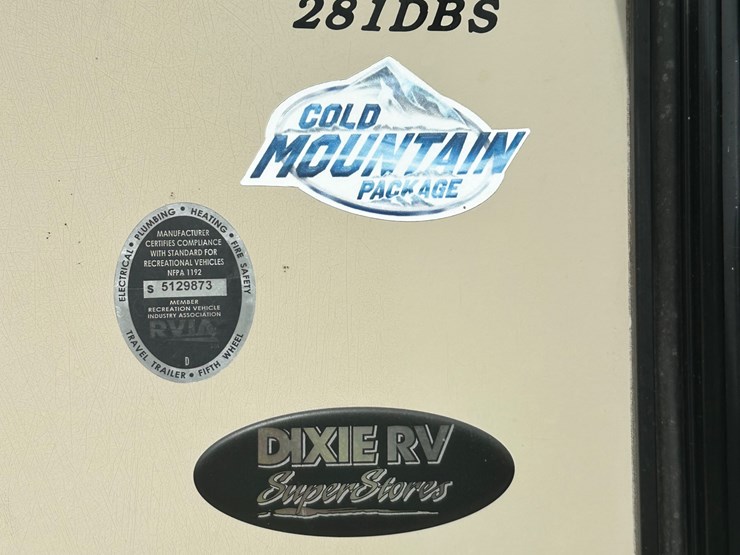 281DBS
COLD
MOUNTAIN
PACKAGE
ELECTRICAL • PLUMBING • HEATING • FIRE SAFETY
MANUFACTURER
CERTIFIES COMPLIANCE
WITH STANDARD FOR
RECREATIONAL VEHICLES
NFPA 1192
S 5129873
MEMBER
RECREATION VEHICLE
INDUSTRY ASSOCIATION
RVIA
D
TRAVEL TRAILER • FIFTH WHEEL
DIXIE RV
SuperStores